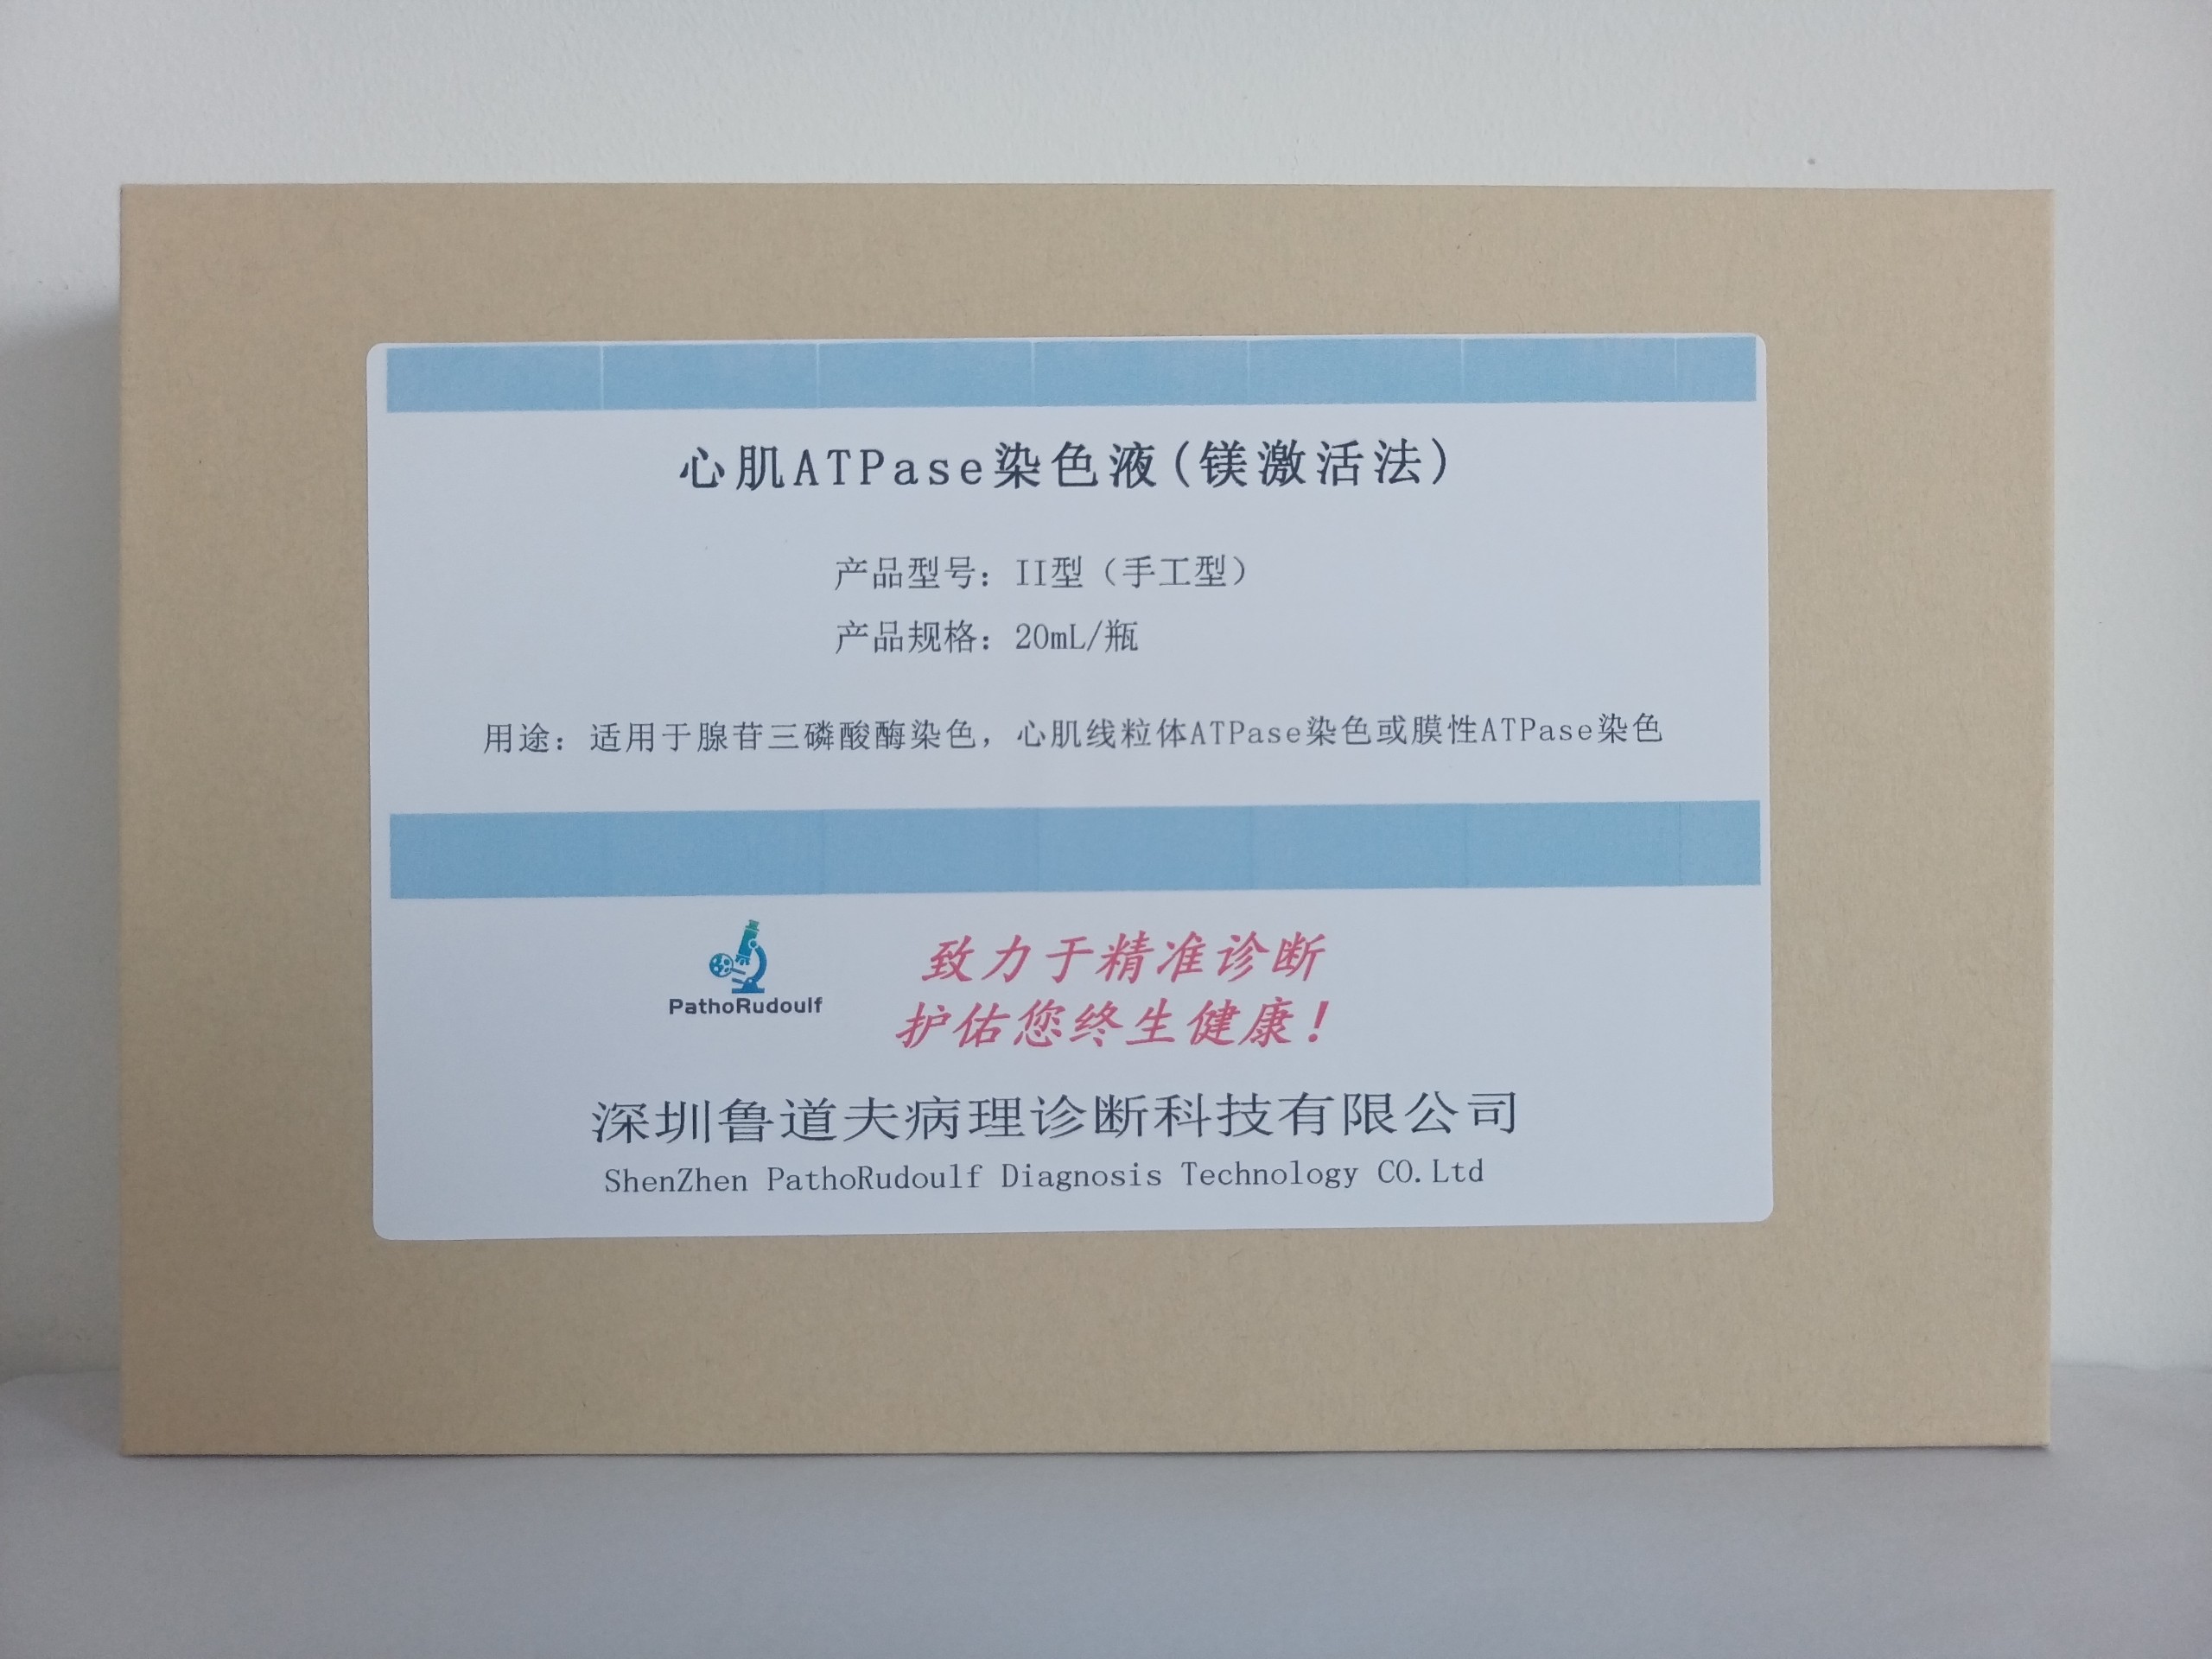 心肌ATPase染色液(镁激活法)
产品型号：II型（手工型）
产品规格：20mL/瓶
用途：适用于腺苷三磷酸酶染色，心肌线粒体ATPase染色或膜性ATPase染色
PathoRudoulf
致力于精准诊断
护佑您终生健康！
深圳鲁道夫病理诊断科技有限公司
ShenZhen PathoRudoulf Diagnosis Technology CO.Ltd